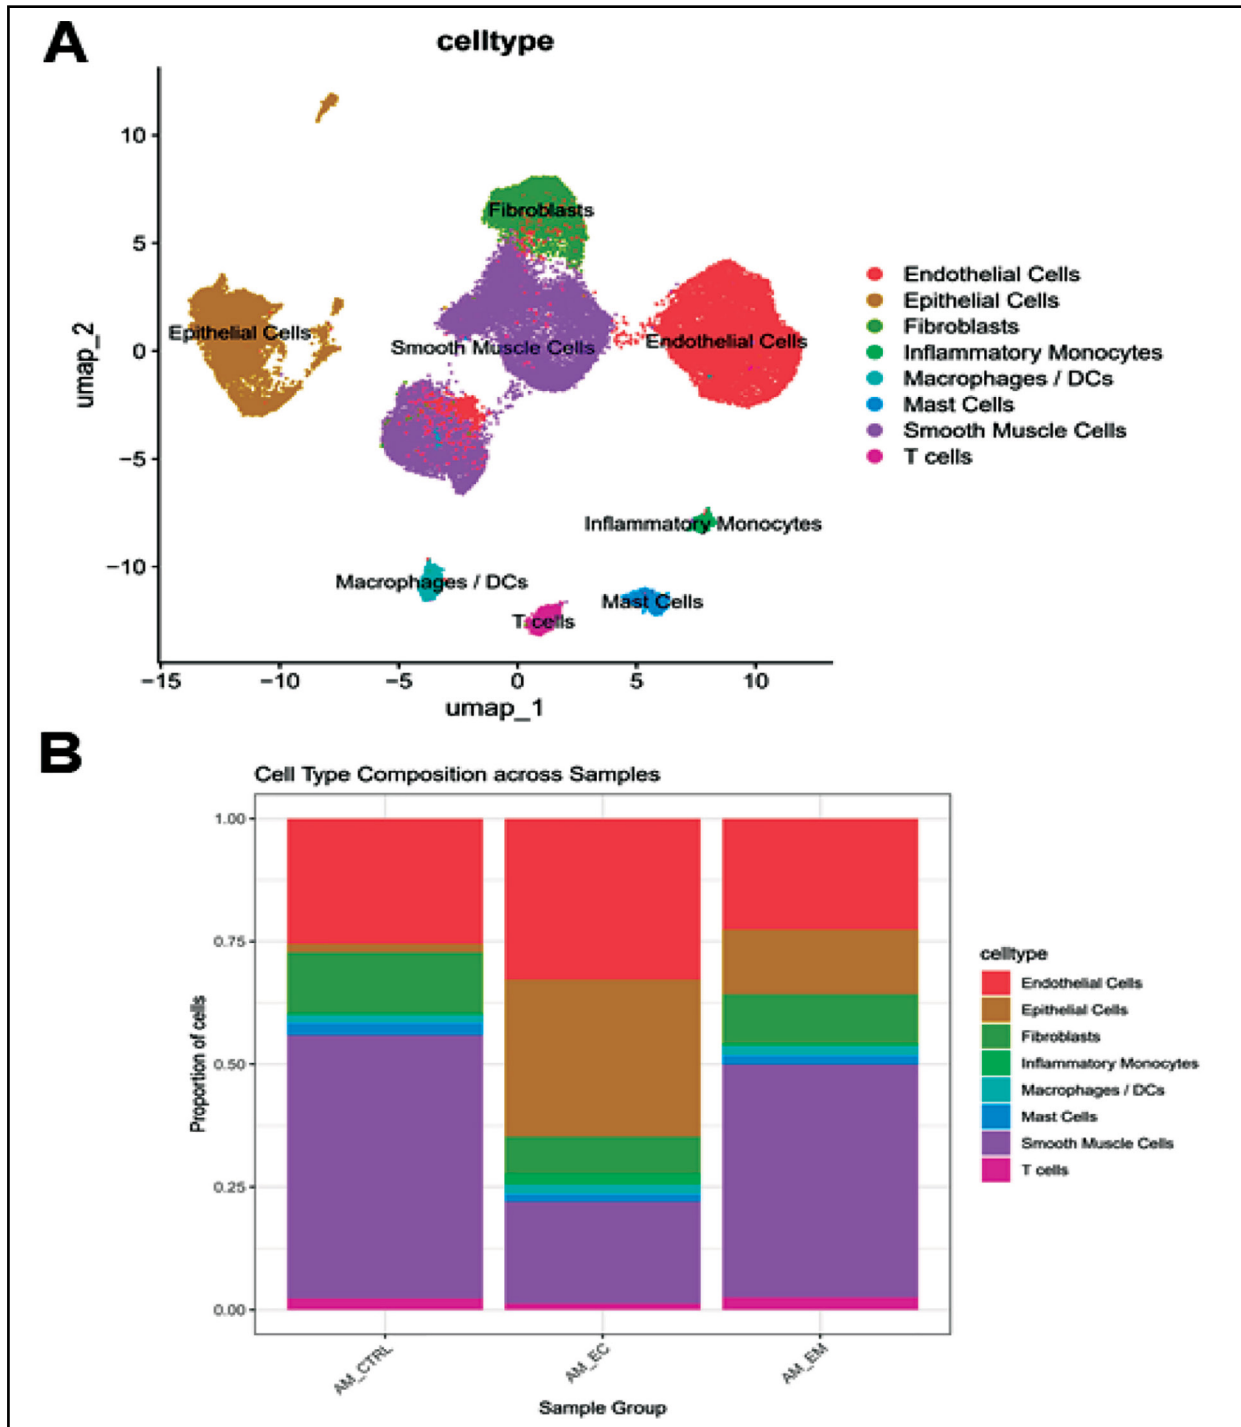 A
celltype
10
5
0
−5
−10
umap_2
Fibroblasts
Epithelial Cells
Smooth Muscle Cells
Endothelial Cells
Inflammatory Monocytes
Macrophages / DCs
Mast Cells
T cells
−15
−10
−5
0
5
10
umap_1
Endothelial Cells
Epithelial Cells
Fibroblasts
Inflammatory Monocytes
Macrophages / DCs
Mast Cells
Smooth Muscle Cells
T cells
B
Cell Type Composition across Samples
1.00
0.75
0.50
0.25
0.00
Proportion of cells
AM_CTRL
AM_EC
AM_EM
Sample Group
celltype
Endothelial Cells
Epithelial Cells
Fibroblasts
Inflammatory Monocytes
Macrophages / DCs
Mast Cells
Smooth Muscle Cells
T cells